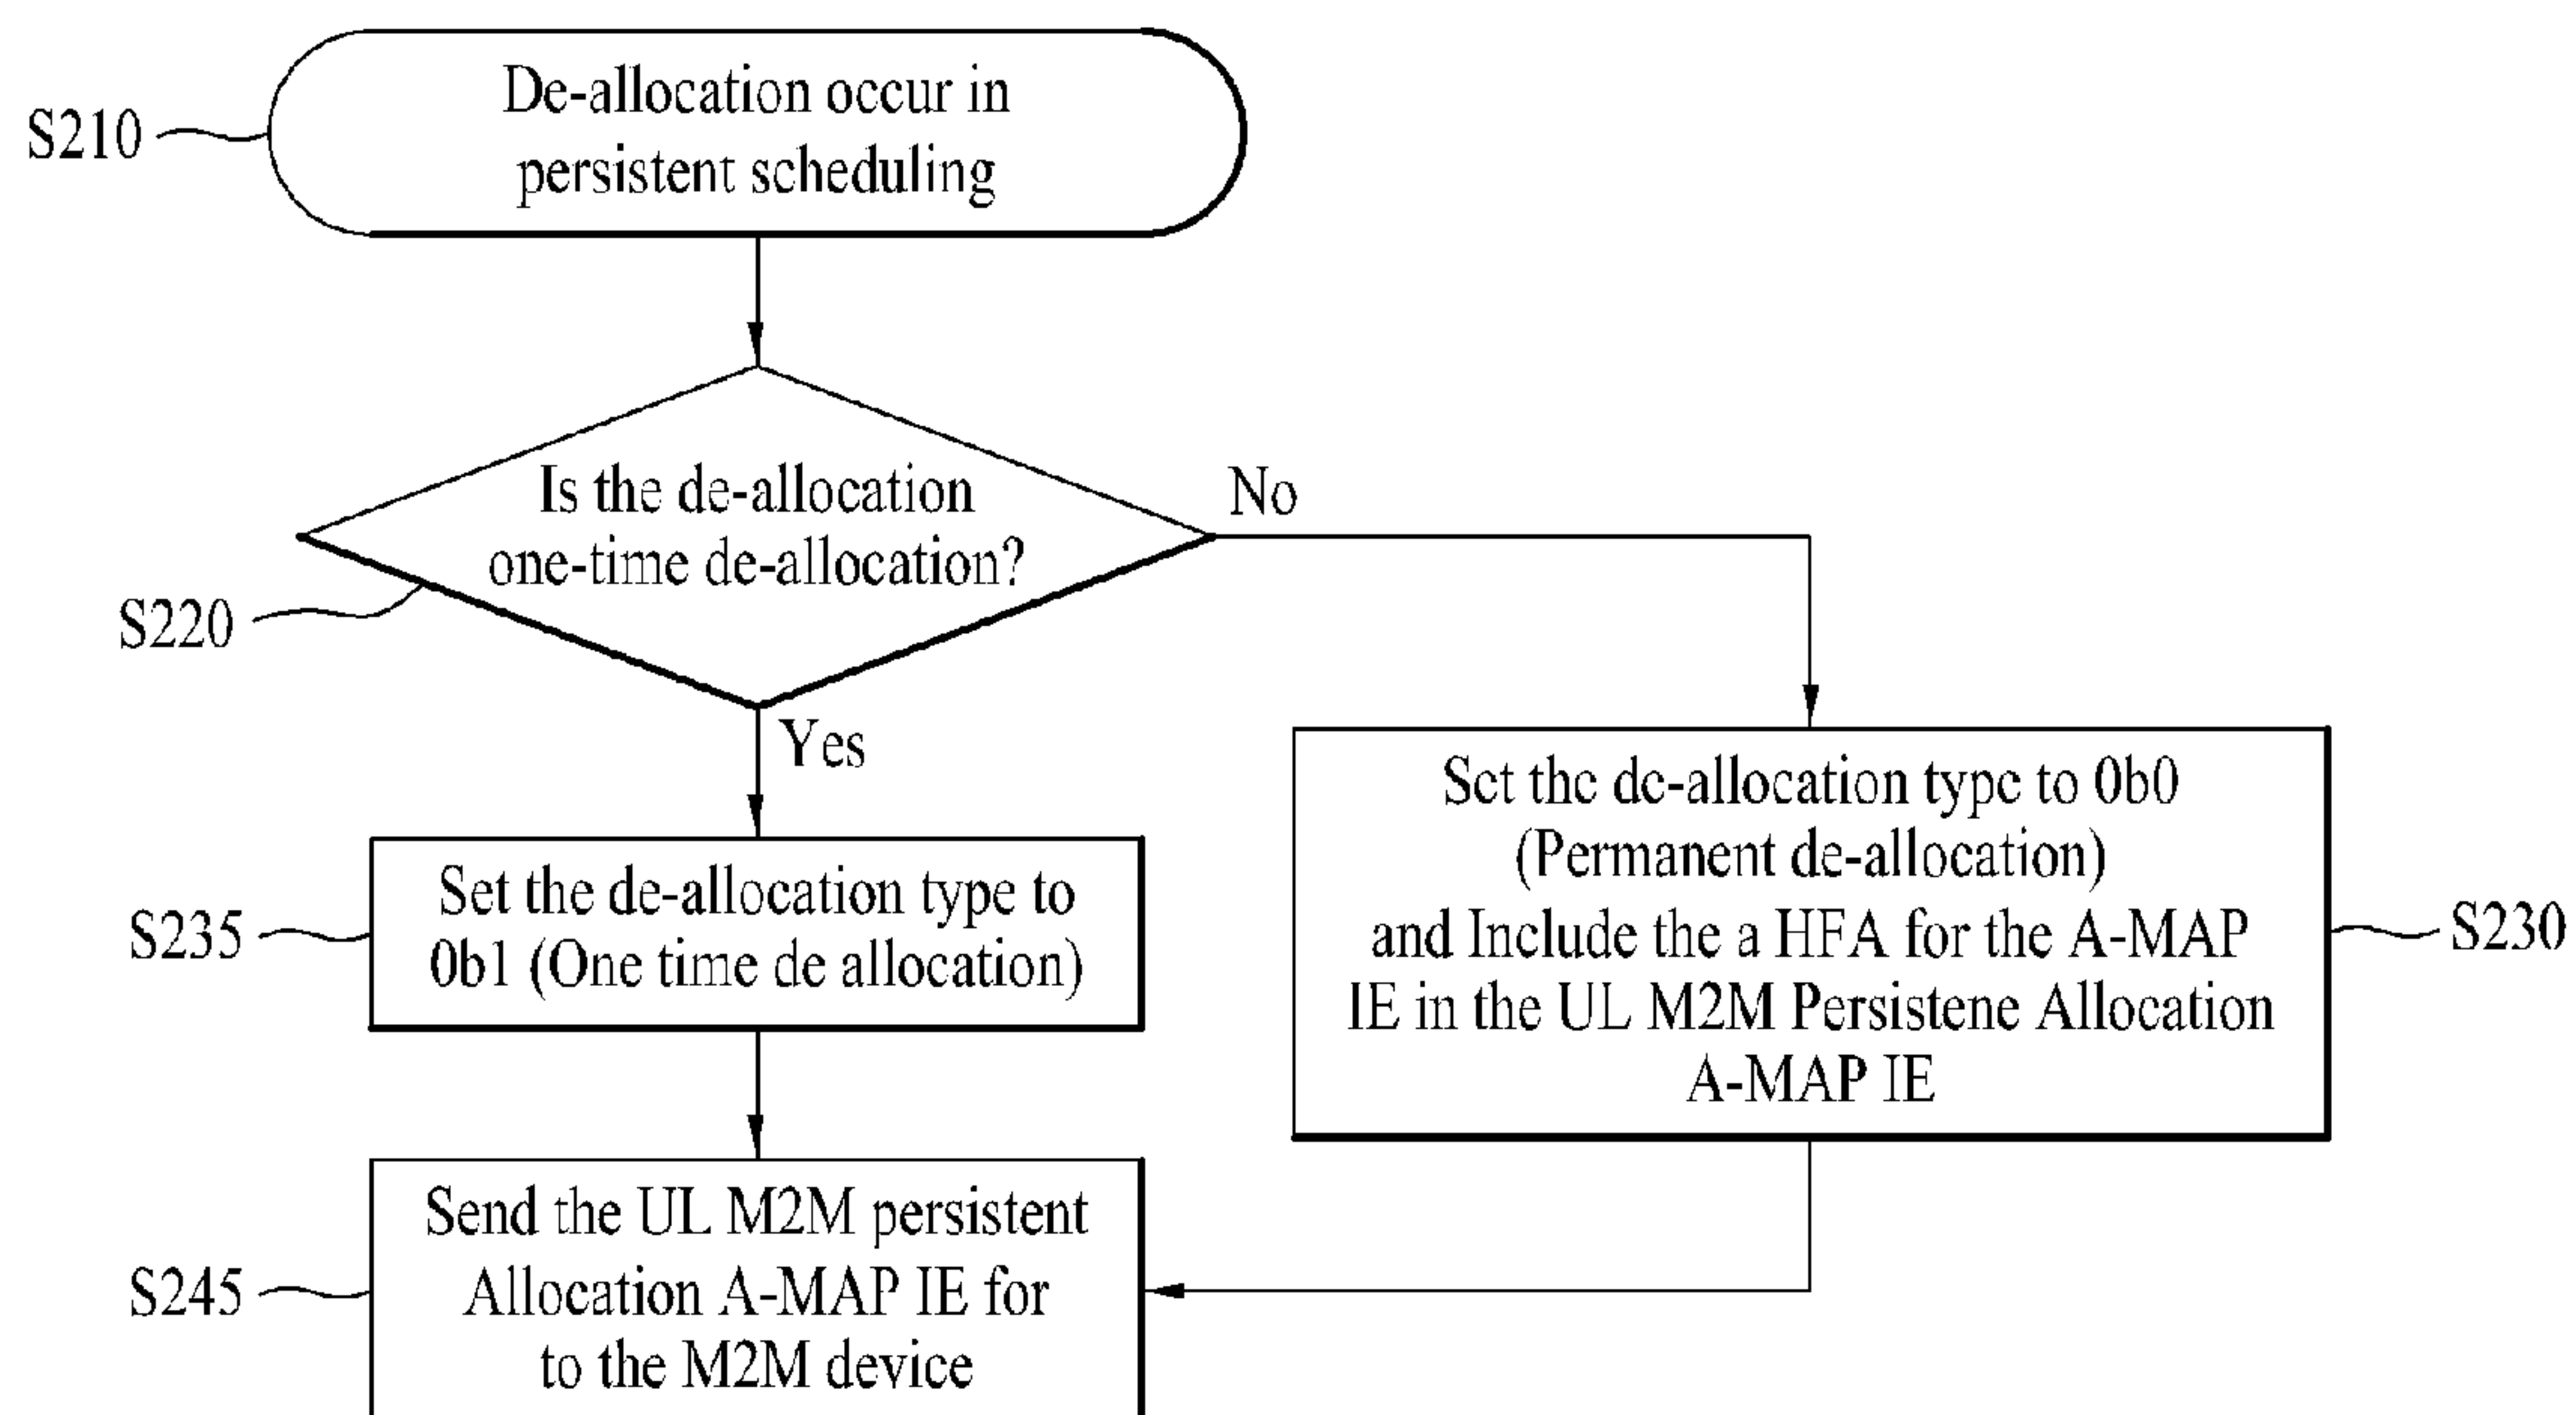 De-allocation occur in
persistent scheduling
S210
Is the de-allocation
one-time de-allocation?
No
S220
Yes
Set the de-allocation type to 0b0
(Permanent de-allocation)
and Include the a HFA for the A-MAP
IE in the UL M2M Persistene Allocation
A-MAP IE
S230
Set the de-allocation type to
0b1 (One time de allocation)
S235
Send the UL M2M persistent
Allocation A-MAP IE for
to the M2M device
S245